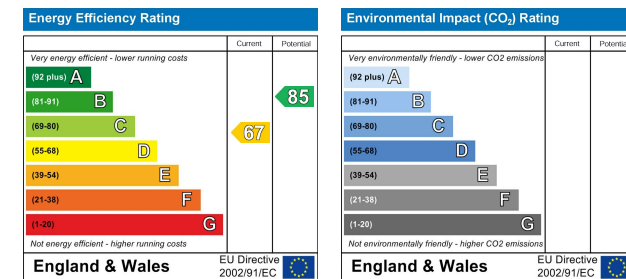 Energy Efficiency Rating
Current Potential
Very energy efficient - lower running costs
(92 plus) A
(81-91) B
85
(69-80) C
67
(55-68) D
(39-54) E
(21-38) F
(1-20) G
Not energy efficient - higher running costs
England & Wales
EU Directive
2002/91/EC
Environmental Impact (CO₂) Rating
Current Potential
Very environmentally friendly - lower CO2 emissions
(92 plus) A
(81-91) B
(69-80) C
(55-68) D
(39-54) E
(21-38) F
(1-20) G
Not environmentally friendly - higher CO2 emissions
England & Wales
EU Directive
2002/91/EC